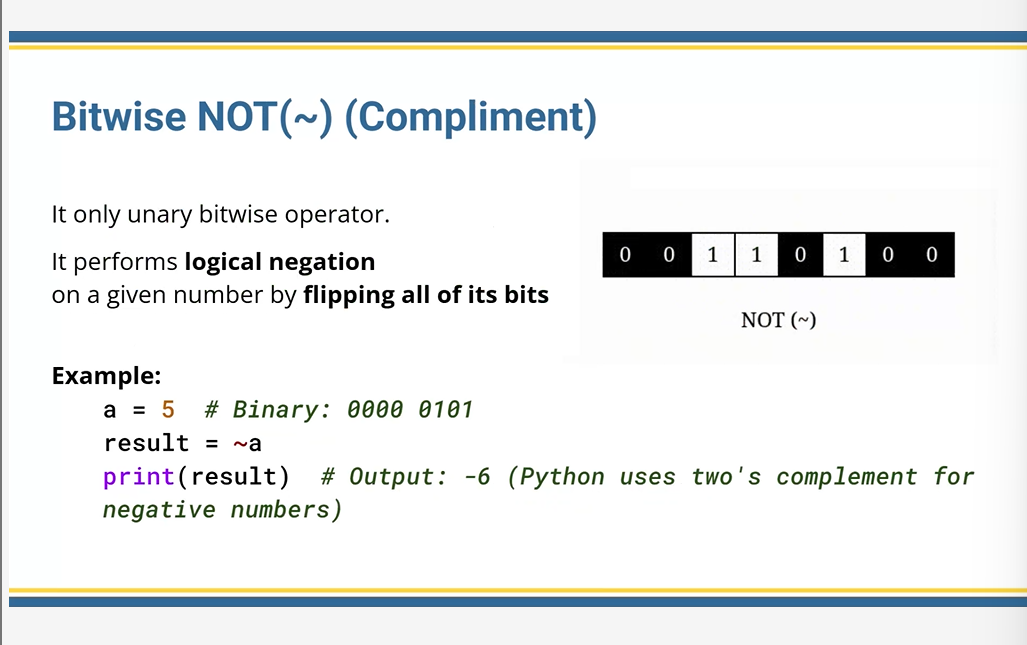 Bitwise NOT(~) (Compliment)
It only unary bitwise operator.
It performs logical negation
on a given number by flipping all of its bits
0 0 1 1 0 1 0 0
NOT (~)
Example:
a = 5  # Binary: 0000 0101
result = ~a
print(result)  # Output: -6 (Python uses two's complement for
negative numbers)